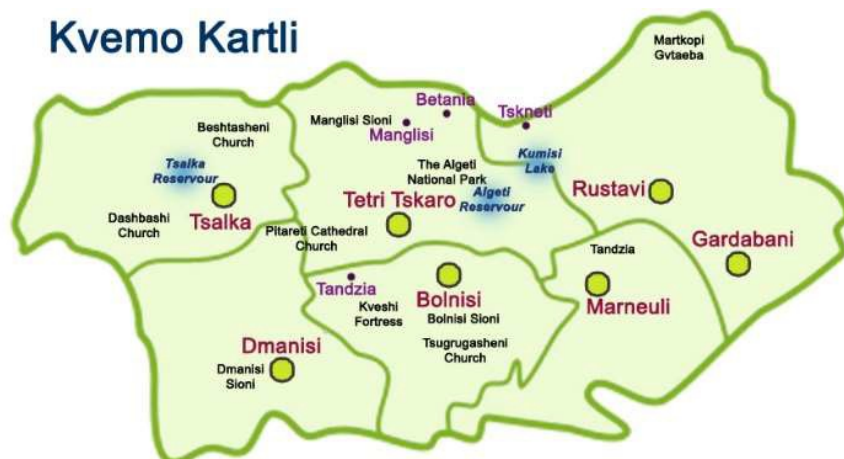 Kvemo Kartli
Martkopi
Gvtaeba
Betania
Tskneti
Manglisi Sioni
Manglisi
Beshtasheni
Church
Tsalka
Reservour
Kumisi
Lake
The Algeti
National Park
Algeti
Reservour
Rustavi
Tetri Tskaro
Dashbashi
Church
Tsalka
Pitareti Cathedral
Church
Gardabani
Tandzia
Tandzia
Kveshi
Fortress
Bolnisi
Bolnisi Sioni
Marneuli
Tsugrugasheni
Church
Dmanisi
Dmanisi
Sioni